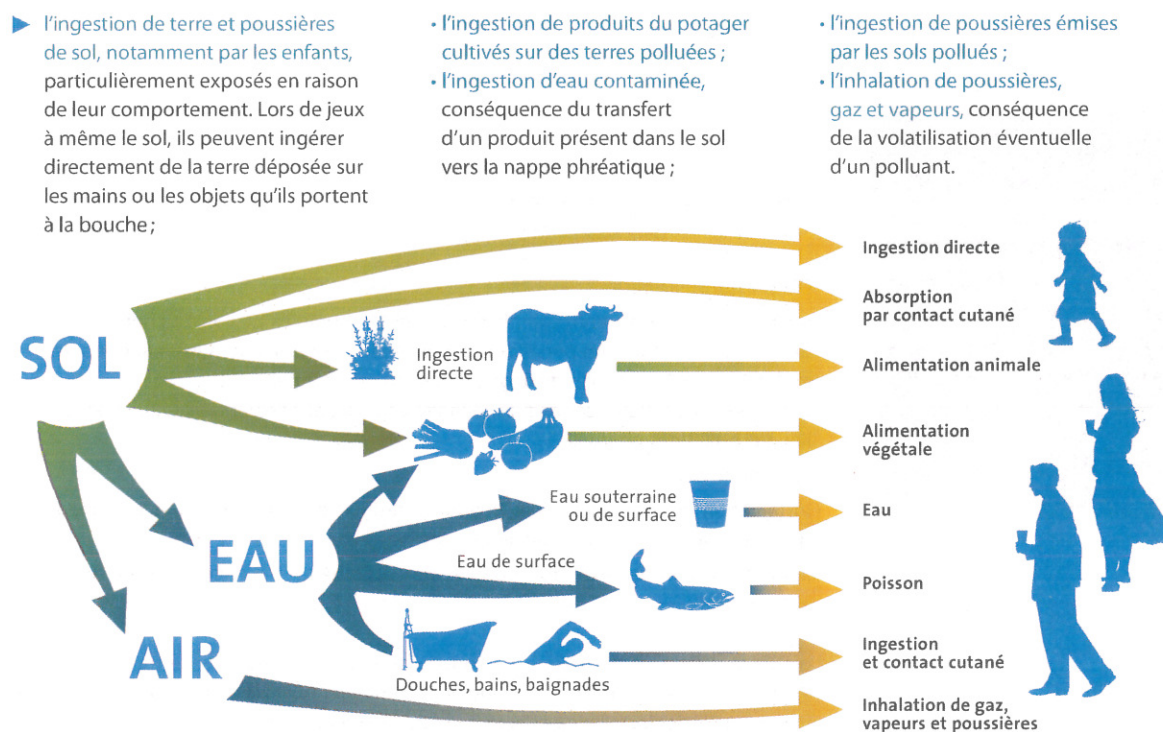 ► l'ingestion de terre et poussières
de sol, notamment par les enfants,
particulièrement exposés en raison
de leur comportement. Lors de jeux
à même le sol, ils peuvent ingérer
directement de la terre déposée sur
les mains ou les objets qu'ils portent
à la bouche ;
• l'ingestion de produits du potager
cultivés sur des terres polluées ;
• l'ingestion d'eau contaminée,
conséquence du transfert
d'un produit présent dans le sol
vers la nappe phréatique ;
• l'ingestion de poussières émises
par les sols pollués ;
• l'inhalation de poussières,
gaz et vapeurs, conséquence
de la volatilisation éventuelle
d'un polluant.
SOL
EAU
AIR
Ingestion
directe
Eau souterraine
ou de surface
Eau de surface
Douches, bains, baignades
Ingestion directe
Absorption
par contact cutané
Alimentation animale
Alimentation
végétale
Eau
Poisson
Ingestion
et contact cutané
Inhalation de gaz,
vapeurs et poussières